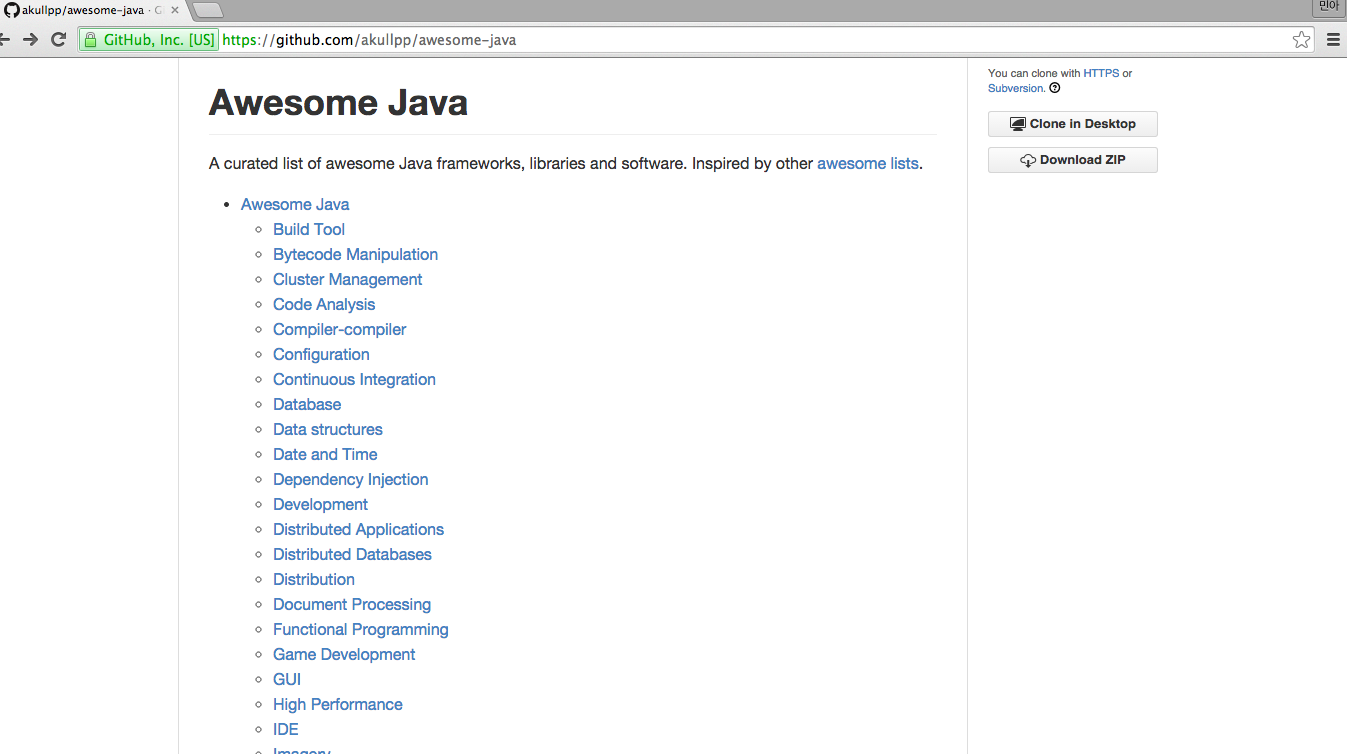 akullpp/awesome-java · G
민아
GitHub, Inc. [US] https://github.com/akullpp/awesome-java
Awesome Java
A curated list of awesome Java frameworks, libraries and software. Inspired by other awesome lists.
Awesome Java
Build Tool
Bytecode Manipulation
Cluster Management
Code Analysis
Compiler-compiler
Configuration
Continuous Integration
Database
Data structures
Date and Time
Dependency Injection
Development
Distributed Applications
Distributed Databases
Distribution
Document Processing
Functional Programming
Game Development
GUI
High Performance
IDE
Imagery
You can clone with HTTPS or
Subversion.
Clone in Desktop
Download ZIP